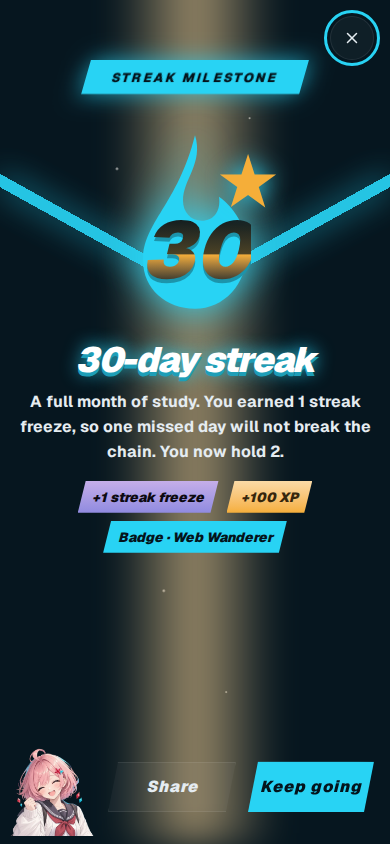 STREAK MILESTONE
30
30-day streak
A full month of study. You earned 1 streak
freeze, so one missed day will not break the
chain. You now hold 2.
+1 streak freeze
+100 XP
Badge · Web Wanderer
Share
Keep going